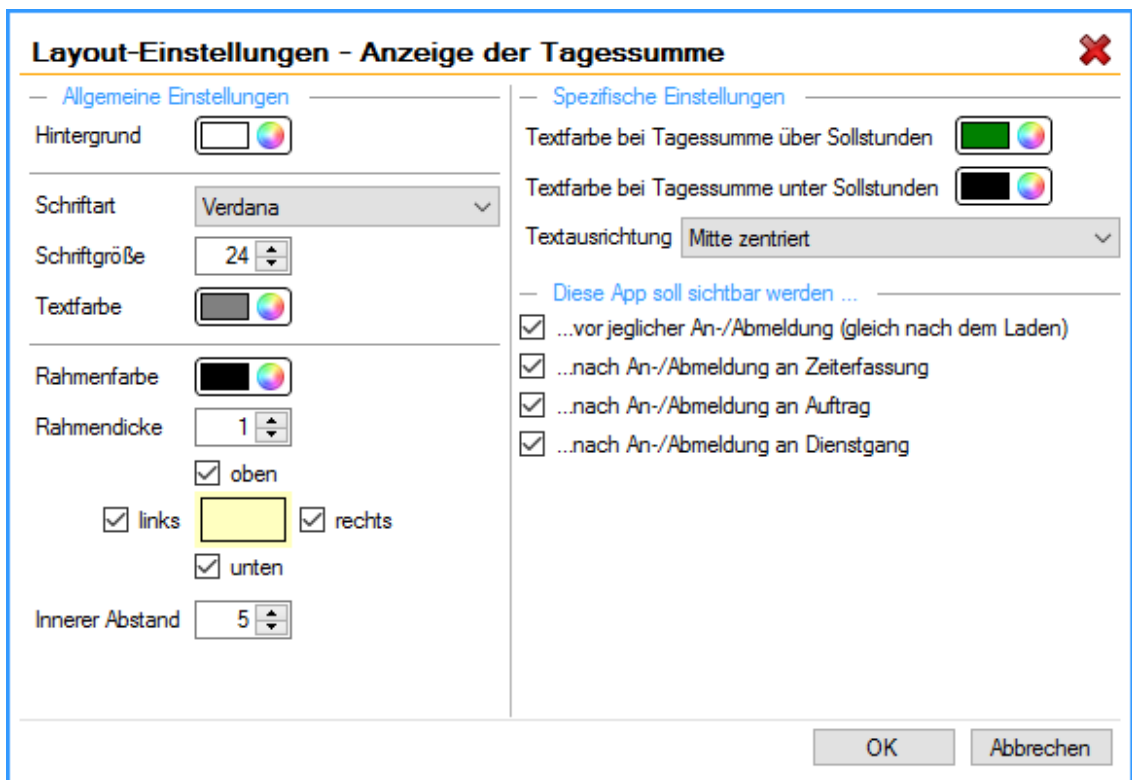 Layout-Einstellungen - Anzeige der Tagessumme
Allgemeine Einstellungen
Hintergrund
Schriftart Verdana
Schriftgröße 24
Textfarbe
Rahmenfarbe
Rahmendicke 1
oben
links rechts
unten
Innerer Abstand 5
Spezifische Einstellungen
Textfarbe bei Tagessumme über Sollstunden
Textfarbe bei Tagessumme unter Sollstunden
Textausrichtung Mitte zentriert
Diese App soll sichtbar werden ...
...vor jeglicher An-/Abmeldung (gleich nach dem Laden)
...nach An-/Abmeldung an Zeiterfassung
...nach An-/Abmeldung an Auftrag
...nach An-/Abmeldung an Dienstgang
OK Abbrechen